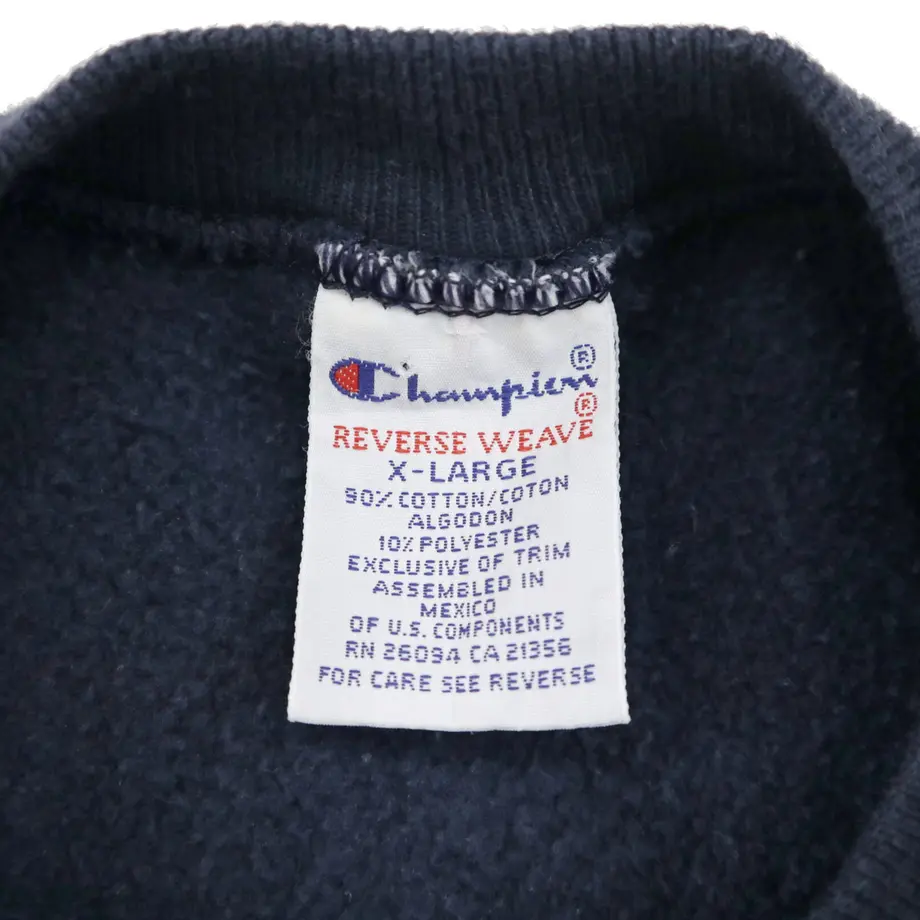 Champion®
REVERSE WEAVE®
X-LARGE
90% COTTON/COTON
ALGODON
10% POLYESTER
EXCLUSIVE OF TRIM
ASSEMBLED IN
MEXICO
OF U.S. COMPONENTS
RN 26094 CA 21356
FOR CARE SEE REVERSE